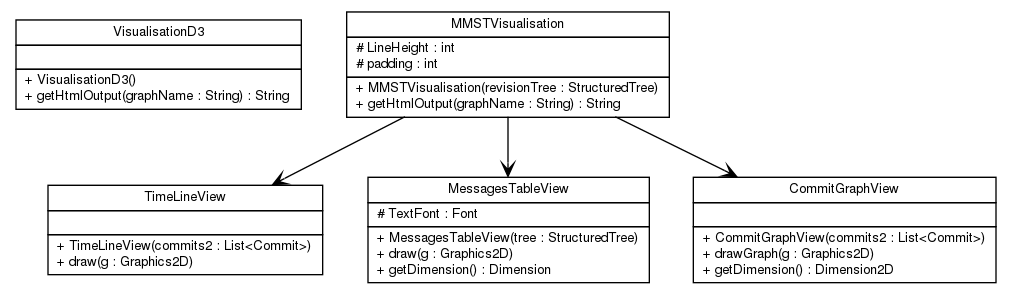 VisualisationD3
+ VisualisationD3()
+ getHtmlOutput(graphName : String) : String
MMSTVisualisation
# LineHeight : int
# padding : int
+ MMSTVisualisation(revisionTree : StructuredTree)
+ getHtmlOutput(graphName : String) : String
TimeLineView
+ TimeLineView(commits2 : List<Commit>)
+ draw(g : Graphics2D)
MessagesTableView
# TextFont : Font
+ MessagesTableView(tree : StructuredTree)
+ draw(g : Graphics2D)
+ getDimension() : Dimension
CommitGraphView
+ CommitGraphView(commits2 : List<Commit>)
+ drawGraph(g : Graphics2D)
+ getDimension() : Dimension2D